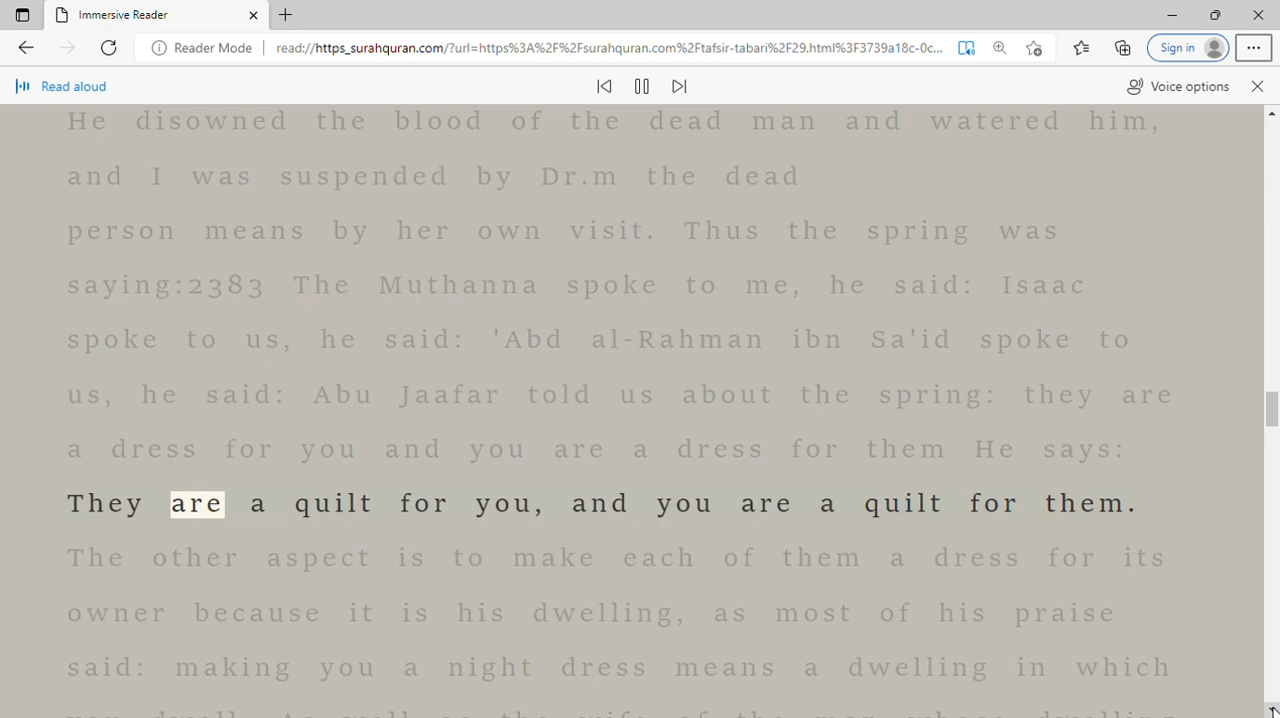 Immersive Reader
Reader Mode
read://https_surahquran.com/?url=https%3A%2F%2Fsurahquran.com%2Ftafsir-tabari%2F29.html%3F3739a18c-0c...
Sign in
Read aloud
Voice options
He disowned the blood of the dead man and watered him,
and I was suspended by Dr.m the dead
person means by her own visit. Thus the spring was
saying:2383 The Muthanna spoke to me, he said: Isaac
spoke to us, he said: 'Abd al-Rahman ibn Sa'id spoke to
us, he said: Abu Jaafar told us about the spring: they are
a dress for you and you are a dress for them He says:
They are a quilt for you, and you are a quilt for them.
The other aspect is to make each of them a dress for its
owner because it is his dwelling, as most of his praise
said: making you a night dress means a dwelling in which